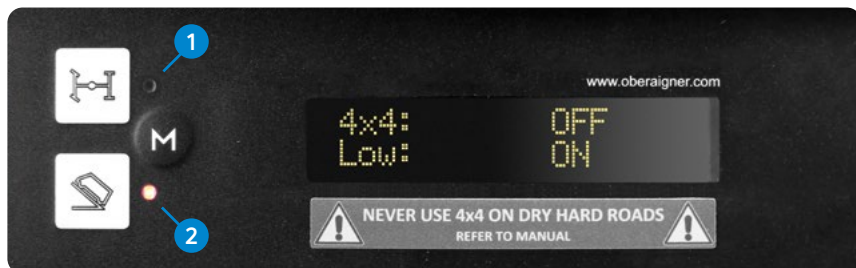 1
www.oberaigner.com
4x4: OFF
M
Low: ON
2
NEVER USE 4x4 ON DRY HARD ROADS
REFER TO MANUAL